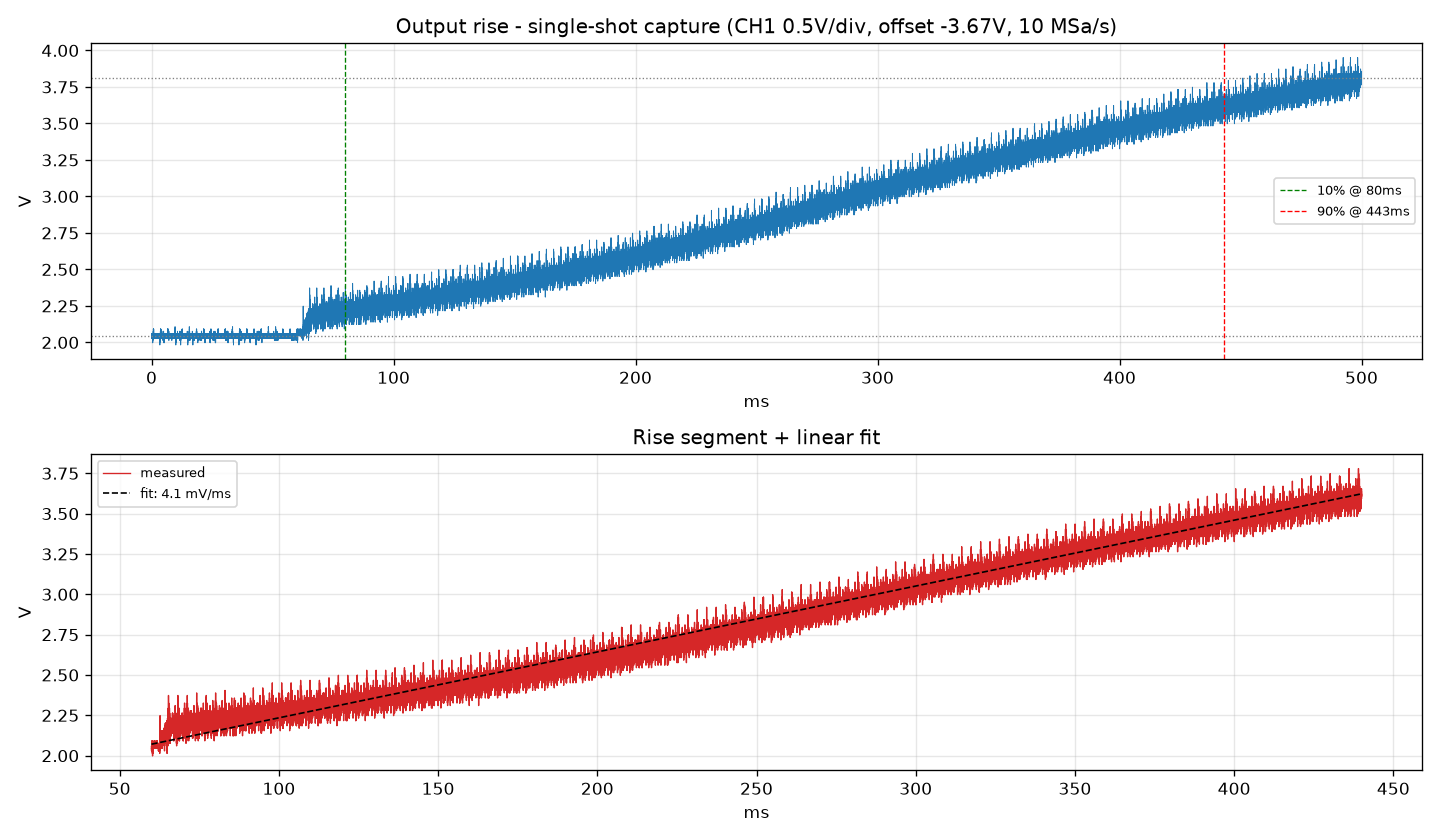 Output rise - single-shot capture (CH1 0.5V/div, offset -3.67V, 10 MSa/s)
4.00
3.75
3.50
3.25
3.00
2.75
2.50
2.25
2.00
V
10% @ 80ms
90% @ 443ms
0 100 200 300 400 500
ms
Rise segment + linear fit
measured
fit: 4.1 mV/ms
3.75
3.50
3.25
3.00
2.75
2.50
2.25
2.00
V
50 100 150 200 250 300 350 400 450
ms